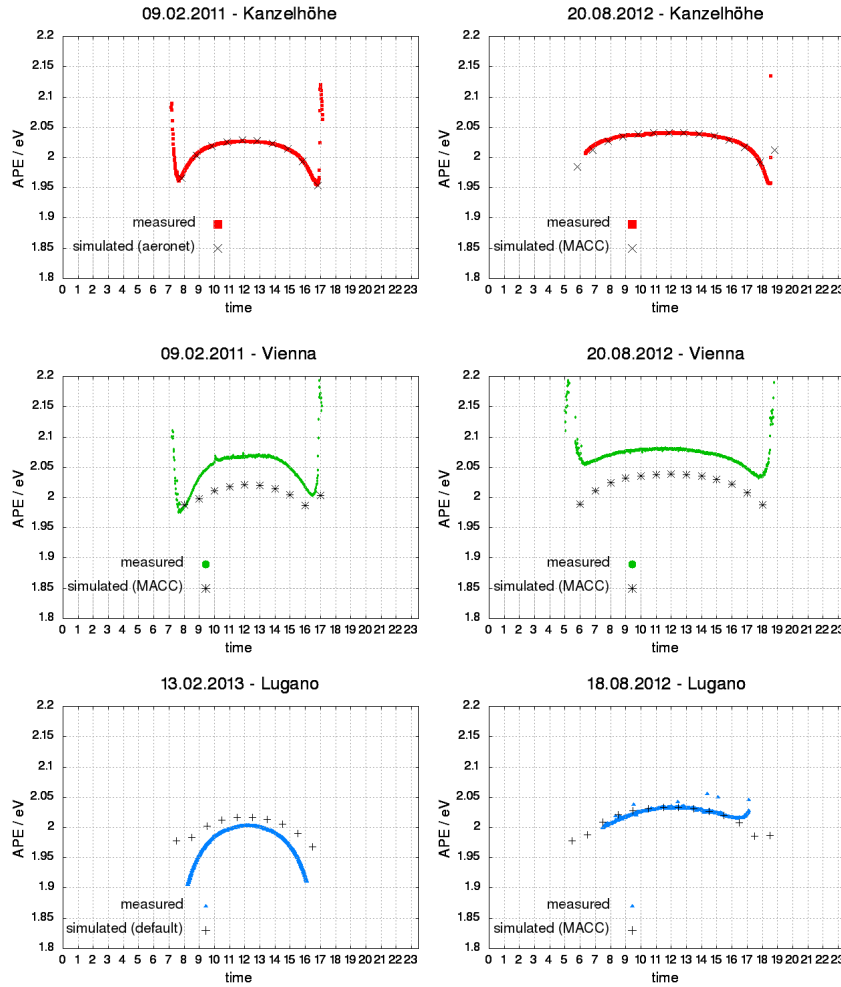 09.02.2011 - Kanzelhöhe
2.2
2.15
2.1
2.05
2
1.95
1.9
1.85
1.8
APE / eV
measured
simulated (aeronet)
0 1 2 3 4 5 6 7 8 9 10 11 12 13 14 15 16 17 18 19 20 21 22 23
time
20.08.2012 - Kanzelhöhe
2.2
2.15
2.1
2.05
2
1.95
1.9
1.85
1.8
APE / eV
measured
simulated (MACC)
0 1 2 3 4 5 6 7 8 9 10 11 12 13 14 15 16 17 18 19 20 21 22 23
time
09.02.2011 - Vienna
2.2
2.15
2.1
2.05
2
1.95
1.9
1.85
1.8
APE / eV
measured
simulated (MACC)
0 1 2 3 4 5 6 7 8 9 10 11 12 13 14 15 16 17 18 19 20 21 22 23
time
20.08.2012 - Vienna
2.2
2.15
2.1
2.05
2
1.95
1.9
1.85
1.8
APE / eV
measured
simulated (MACC)
0 1 2 3 4 5 6 7 8 9 10 11 12 13 14 15 16 17 18 19 20 21 22 23
time
13.02.2013 - Lugano
2.2
2.15
2.1
2.05
2
1.95
1.9
1.85
1.8
APE / eV
measured
simulated (default)
0 1 2 3 4 5 6 7 8 9 10 11 12 13 14 15 16 17 18 19 20 21 22 23
time
18.08.2012 - Lugano
2.2
2.15
2.1
2.05
2
1.95
1.9
1.85
1.8
APE / eV
measured
simulated (MACC)
0 1 2 3 4 5 6 7 8 9 10 11 12 13 14 15 16 17 18 19 20 21 22 23
time